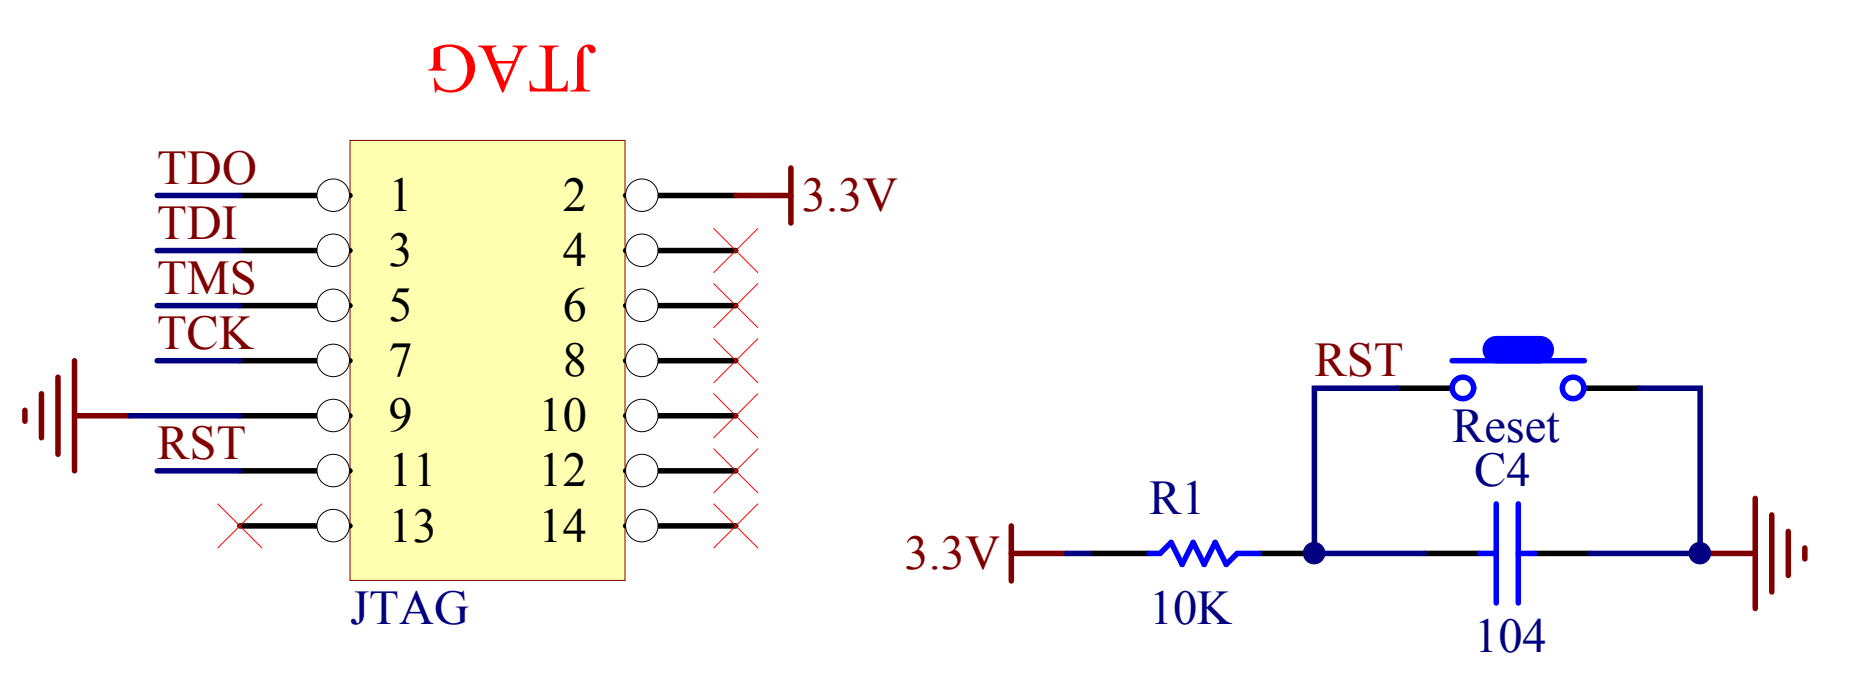 JTAG
TDO 1 2 3.3V
TDI 3 4
TMS 5 6
TCK 7 8
9 10
RST 11 12
13 14
JTAG
RST
Reset
C4
R1
3.3V
10K
104